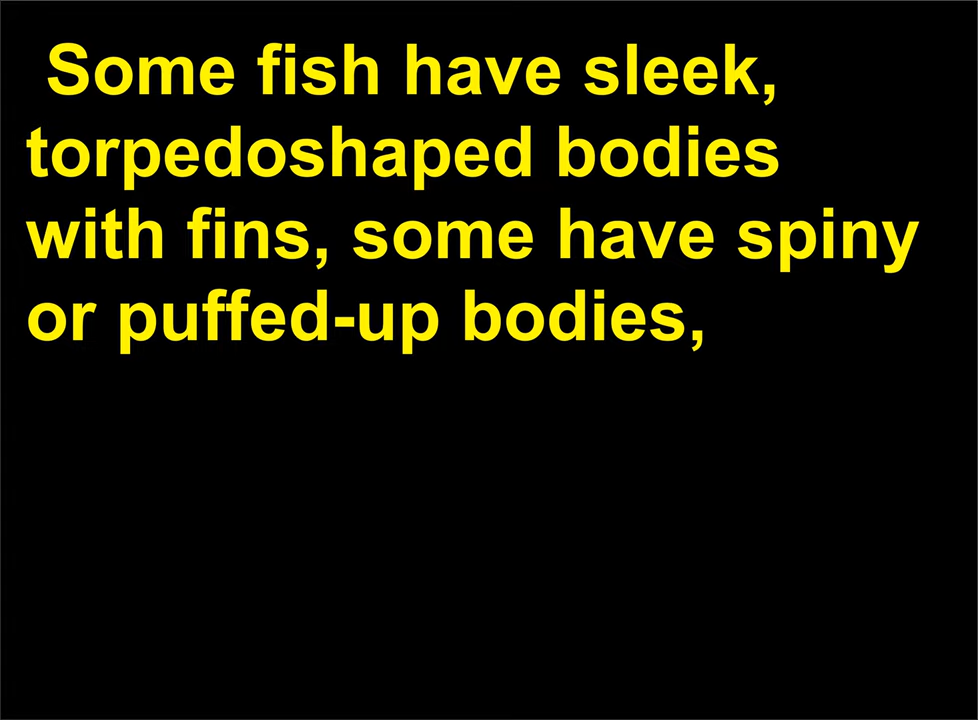 Some fish have sleek,
torpedoshaped bodies
with fins, some have spiny
or puffed-up bodies,